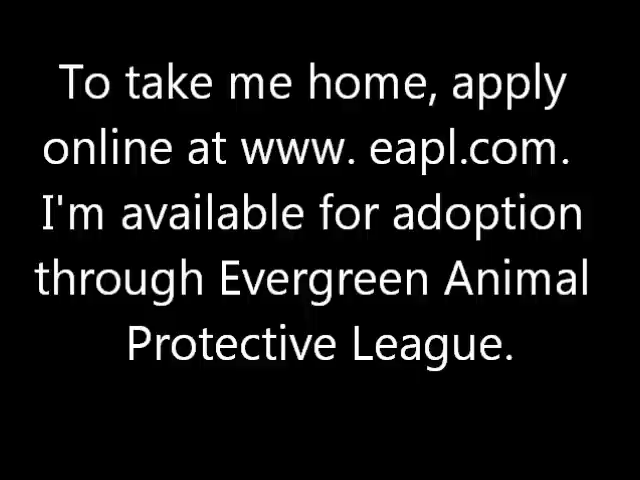 To take me home, apply
online at www. eapl.com.
I'm available for adoption
through Evergreen Animal
Protective League.